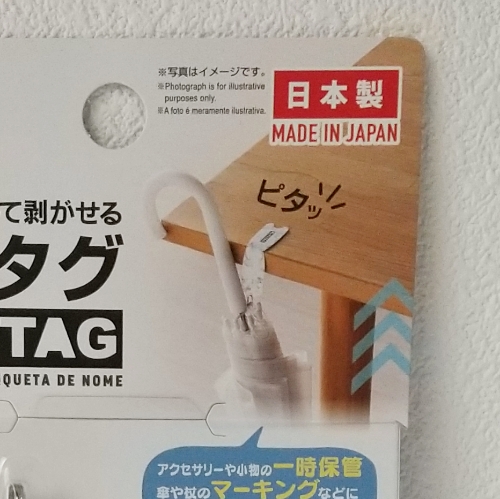 ※写真はイメージです。
※Photograph is for illustrative
purposes only.
※A foto é meramente ilustrativa.
日本製
MADE IN JAPAN
ピタッ
て剥がせる
タグ
TAG
IQUETA DE NOME
アクセサリーや小物の一時保管
傘や杖のマーキングなどに